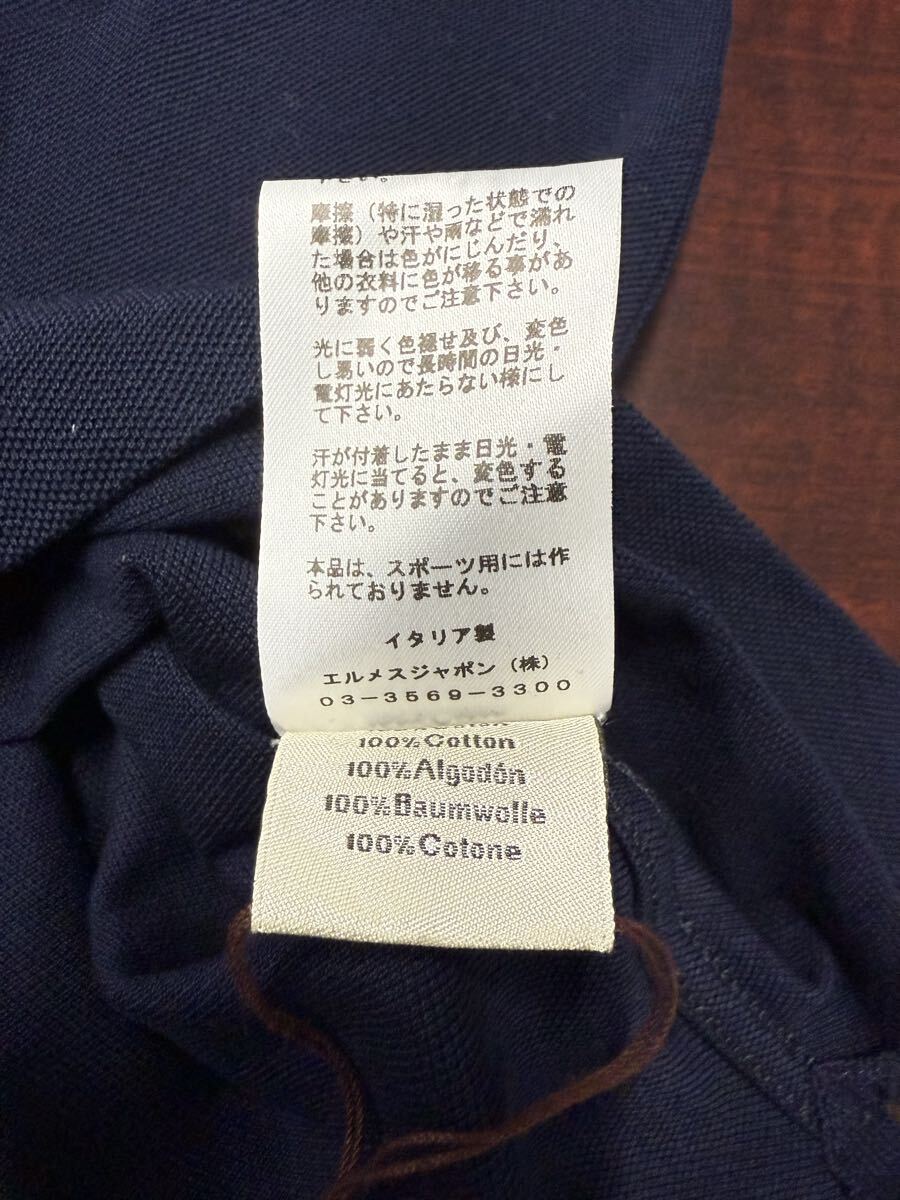 摩擦（特に湿った状態での
摩擦）や汗や雨などで濡れ
た場合は色がにじんだり、
他の衣料に色が移る事があ
りますのでご注意下さい。
光に弱く色褪せ及び、変色
し易いので長時間の日光・
電灯光にあたらない様にし
て下さい。
汗が付着したまま日光・電
灯光に当てると、変色する
ことがありますのでご注意
下さい。
本品は、スポーツ用には作
られておりません。
イタリア製
エルメスジャポン（株）
03-3569-3300
100%Cotton
100%Algodón
100%Baumwolle
100%Cotone